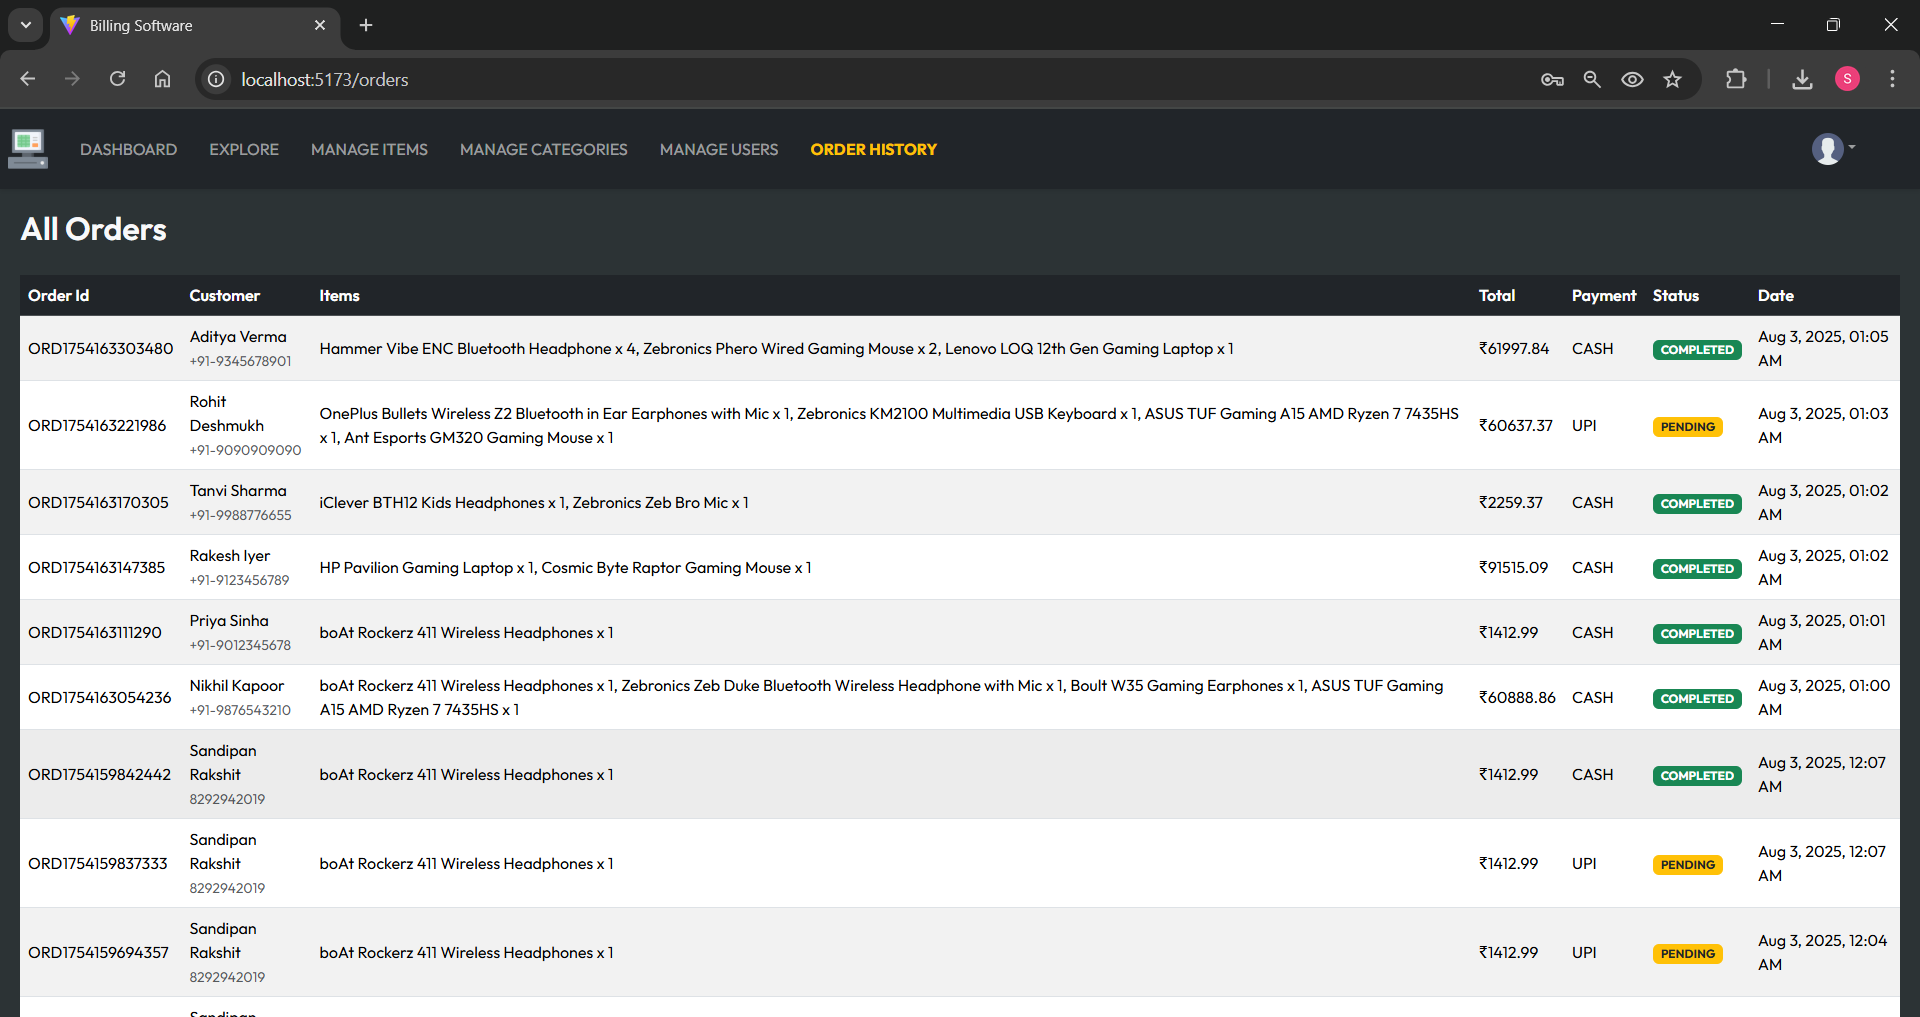 Billing Software
localhost:5173/orders
S
DASHBOARD EXPLORE MANAGE ITEMS MANAGE CATEGORIES MANAGE USERS ORDER HISTORY
All Orders
Order Id Customer Items Total Payment Status Date
ORD1754163303480 Aditya Verma
+91-9345678901
Hammer Vibe ENC Bluetooth Headphone x 4, Zebronics Phero Wired Gaming Mouse x 2, Lenovo LOQ 12th Gen Gaming Laptop x 1
₹61997.84 CASH COMPLETED Aug 3, 2025, 01:05
AM
ORD1754163221986 Rohit
Deshmukh
+91-9090909090
OnePlus Bullets Wireless Z2 Bluetooth in Ear Earphones with Mic x 1, Zebronics KM2100 Multimedia USB Keyboard x 1, ASUS TUF Gaming A15 AMD Ryzen 7 7435HS
x 1, Ant Esports GM320 Gaming Mouse x 1
₹60637.37 UPI PENDING Aug 3, 2025, 01:03
AM
ORD1754163170305 Tanvi Sharma
+91-9988776655
iClever BTH12 Kids Headphones x 1, Zebronics Zeb Bro Mic x 1
₹2259.37 CASH COMPLETED Aug 3, 2025, 01:02
AM
ORD1754163147385 Rakesh Iyer
+91-9123456789
HP Pavilion Gaming Laptop x 1, Cosmic Byte Raptor Gaming Mouse x 1
₹91515.09 CASH COMPLETED Aug 3, 2025, 01:02
AM
ORD1754163111290 Priya Sinha
+91-9012345678
boAt Rockerz 411 Wireless Headphones x 1
₹1412.99 CASH COMPLETED Aug 3, 2025, 01:01
AM
ORD1754163054236 Nikhil Kapoor
+91-9876543210
boAt Rockerz 411 Wireless Headphones x 1, Zebronics Zeb Duke Bluetooth Wireless Headphone with Mic x 1, Boult W35 Gaming Earphones x 1, ASUS TUF Gaming
A15 AMD Ryzen 7 7435HS x 1
₹60888.86 CASH COMPLETED Aug 3, 2025, 01:00
AM
ORD1754159842442 Sandipan
Rakshit
8292942019
boAt Rockerz 411 Wireless Headphones x 1
₹1412.99 CASH COMPLETED Aug 3, 2025, 12:07
AM
ORD1754159837333 Sandipan
Rakshit
8292942019
boAt Rockerz 411 Wireless Headphones x 1
₹1412.99 UPI PENDING Aug 3, 2025, 12:07
AM
ORD1754159694357 Sandipan
Rakshit
8292942019
boAt Rockerz 411 Wireless Headphones x 1
₹1412.99 UPI PENDING Aug 3, 2025, 12:04
AM
Sandipan